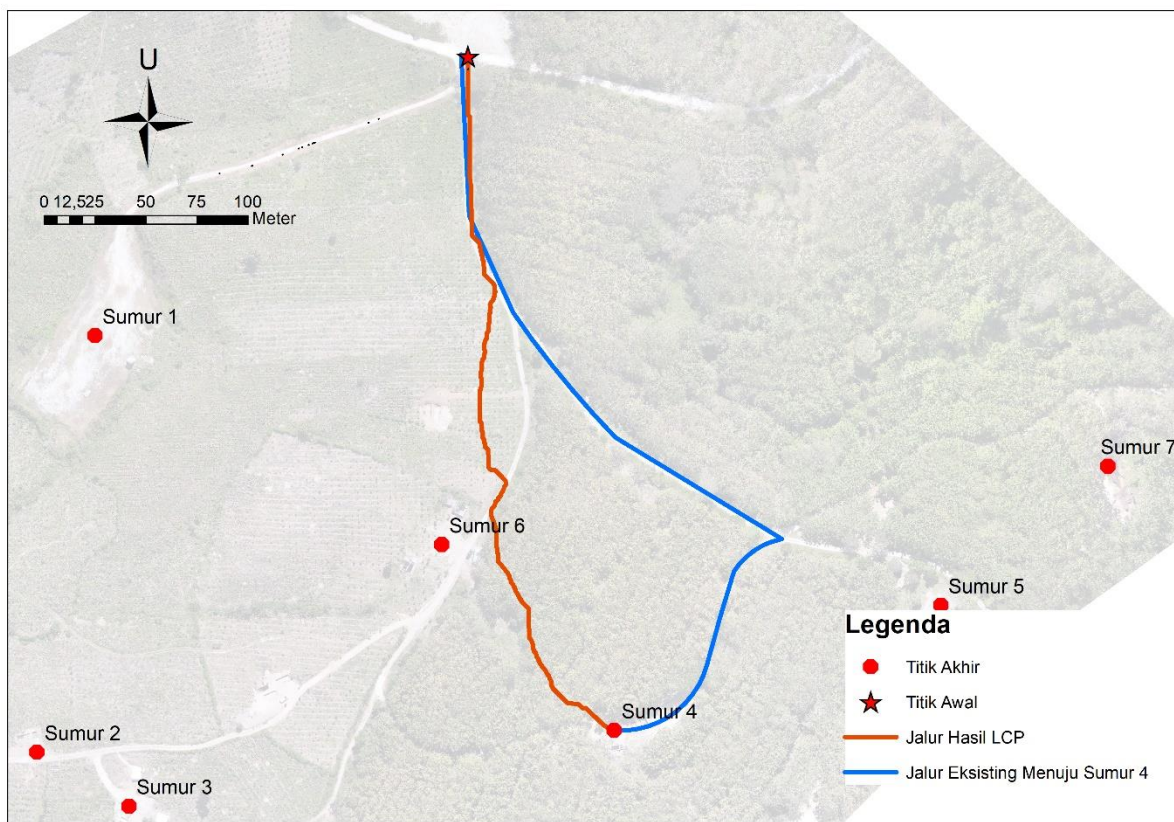 U
0 12,525 50 75 100
Meter
Sumur 1
Sumur 7
Sumur 6
Sumur 5
Sumur 4
Sumur 2
Sumur 3
Legenda
Titik Akhir
Titik Awal
Jalur Hasil LCP
Jalur Eksisting Menuju Sumur 4